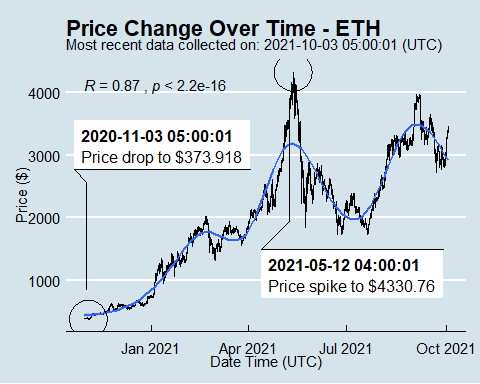 Price Change Over Time - ETH
Most recent data collected on: 2021-10-03 05:00:01 (UTC)
R = 0.87 , p < 2.2e-16
2020-11-03 05:00:01
Price drop to $373.918
2021-05-12 04:00:01
Price spike to $4330.76
Price ($)
4000
3000
2000
1000
Jan 2021 Apr 2021 Jul 2021 Oct 2021
Date Time (UTC)